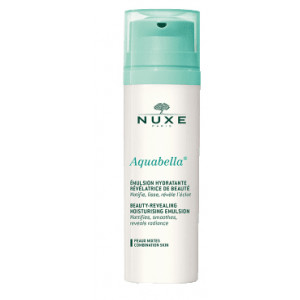 NUXE
PARIS
Aquabella®
ÉMULSION HYDRATANTE
RÉVÉLATRICE DE BEAUTÉ
Matifie, lisse, révèle l'éclat
BEAUTY-REVEALING
MOISTURISING EMULSION
Mattifies, smoothes,
reveals radiance
PEAUX MIXTES
COMBINATION SKIN